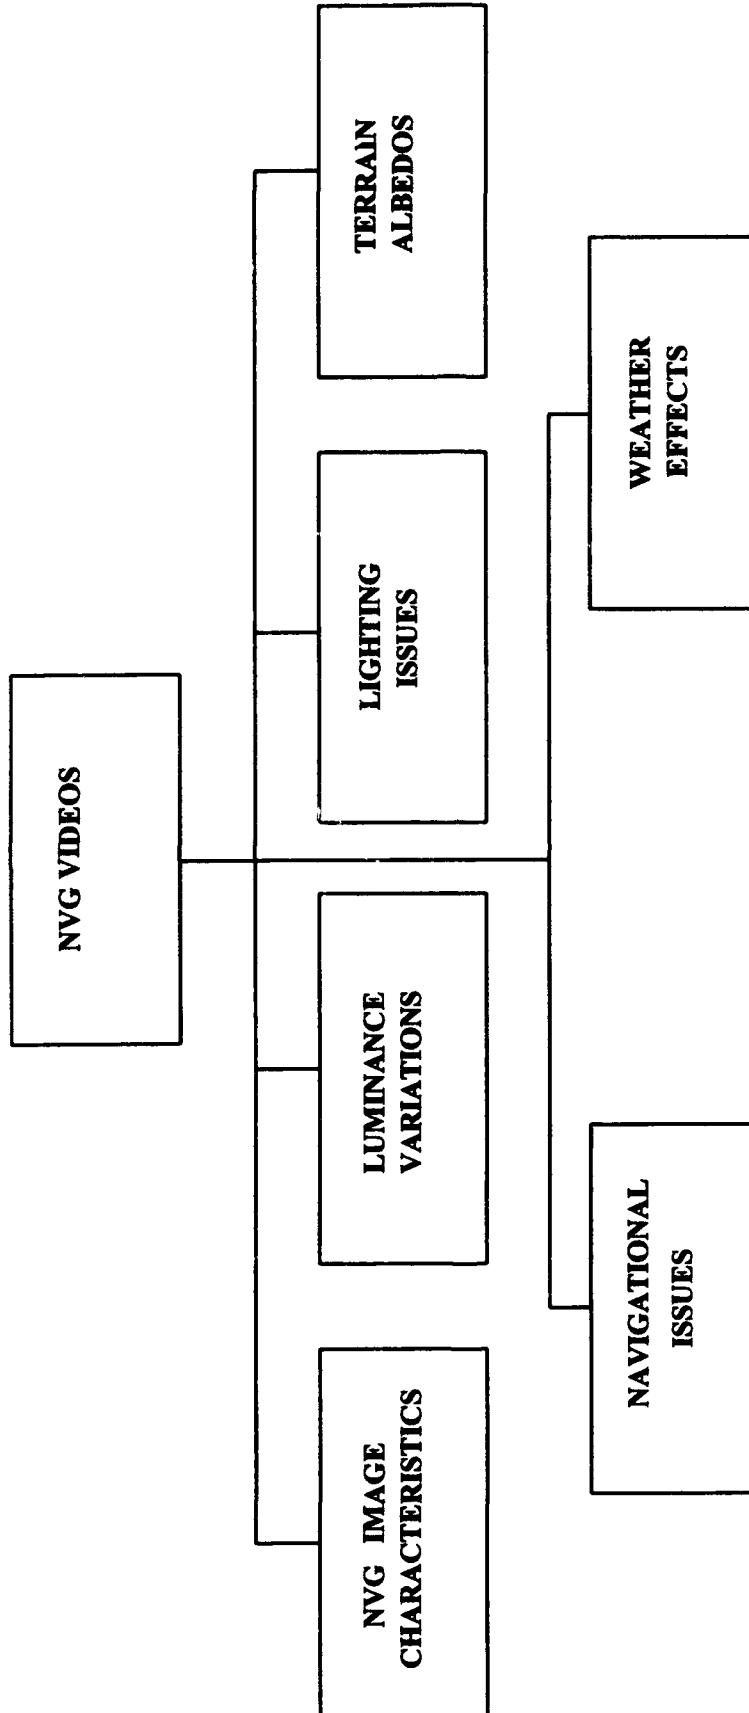 NVG VIDEOS
NVG IMAGE
CHARACTERISTICS
LUMINANCE
VARIATIONS
LIGHTING
ISSUES
TERRAIN
ALBEDOS
NAVIGATIONAL
ISSUES
WEATHER
EFFECTS